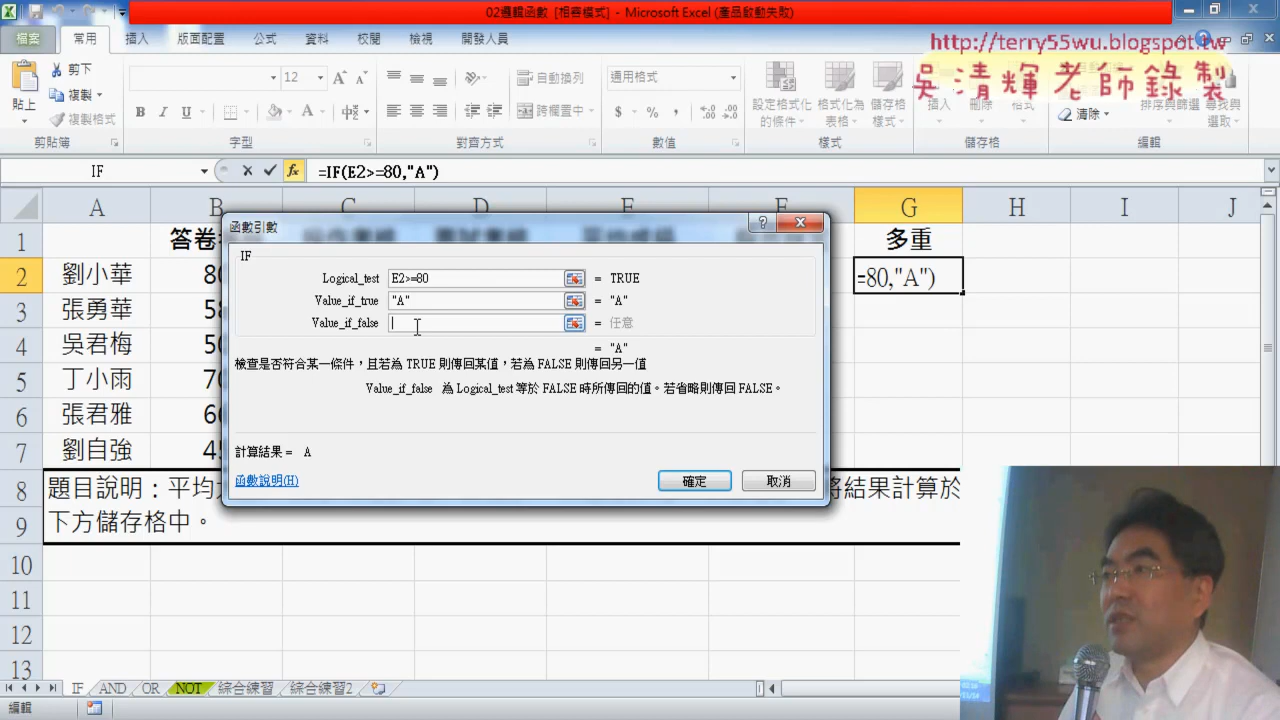 02邏輯函數 [相容模式] - Microsoft Excel (產品啟動失敗)
檔案 常用 插入 版面配置 公式 資料 校閱 檢視 開發人員
http://terry55wu.blogspot.tw
吳清輝老師錄製
貼上 剪下 複製 複製格式
12 A A 自動換列 通用格式
B I U A 跨欄置中 $ % ,
設定格式化的條件 格式化為表格 儲存格樣式 插入 刪除 格式 清除 排序與篩選 尋找與選取
剪貼簿 字型 對齊方式 數值 樣式 儲存格 編輯
IF fx =IF(E2>=80,"A")
A B C D E F G H I J
1 多重
2 劉小華 80 =80,"A")
3 張勇華
4 吳君梅
5 丁小雨
6 張君雅
7 劉自強
8 題目說明：平均 將結果計算於
9 下方儲存格中。
10
11
12
13
函數引數
IF
Logical_test E2>=80 = TRUE
Value_if_true "A" = "A"
Value_if_false = 任意
= "A"
檢查是否符合某一條件，且若為 TRUE 則傳回某值，若為 FALSE 則傳回另一值
Value_if_false 為 Logical_test 等於 FALSE 時所傳回的值。若省略則傳回 FALSE。
計算結果 = A
函數說明(H) 確定 取消
IF AND OR NOT 綜合練習 綜合練習2
編輯